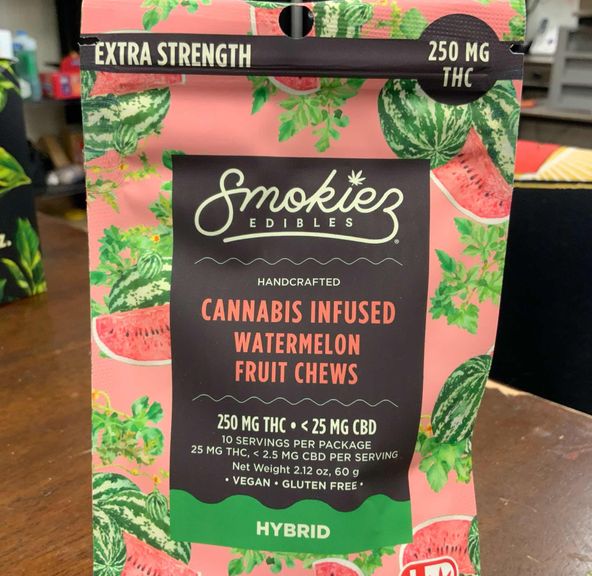 EXTRA STRENGTH
250 MG
THC
Smokiez
EDIBLES
HANDCRAFTED
CANNABIS INFUSED
WATERMELON
FRUIT CHEWS
250 MG THC • < 25 MG CBD
10 SERVINGS PER PACKAGE
25 MG THC, < 2.5 MG CBD PER SERVING
Net Weight 2.12 oz, 60 g
• VEGAN • GLUTEN FREE •
HYBRID